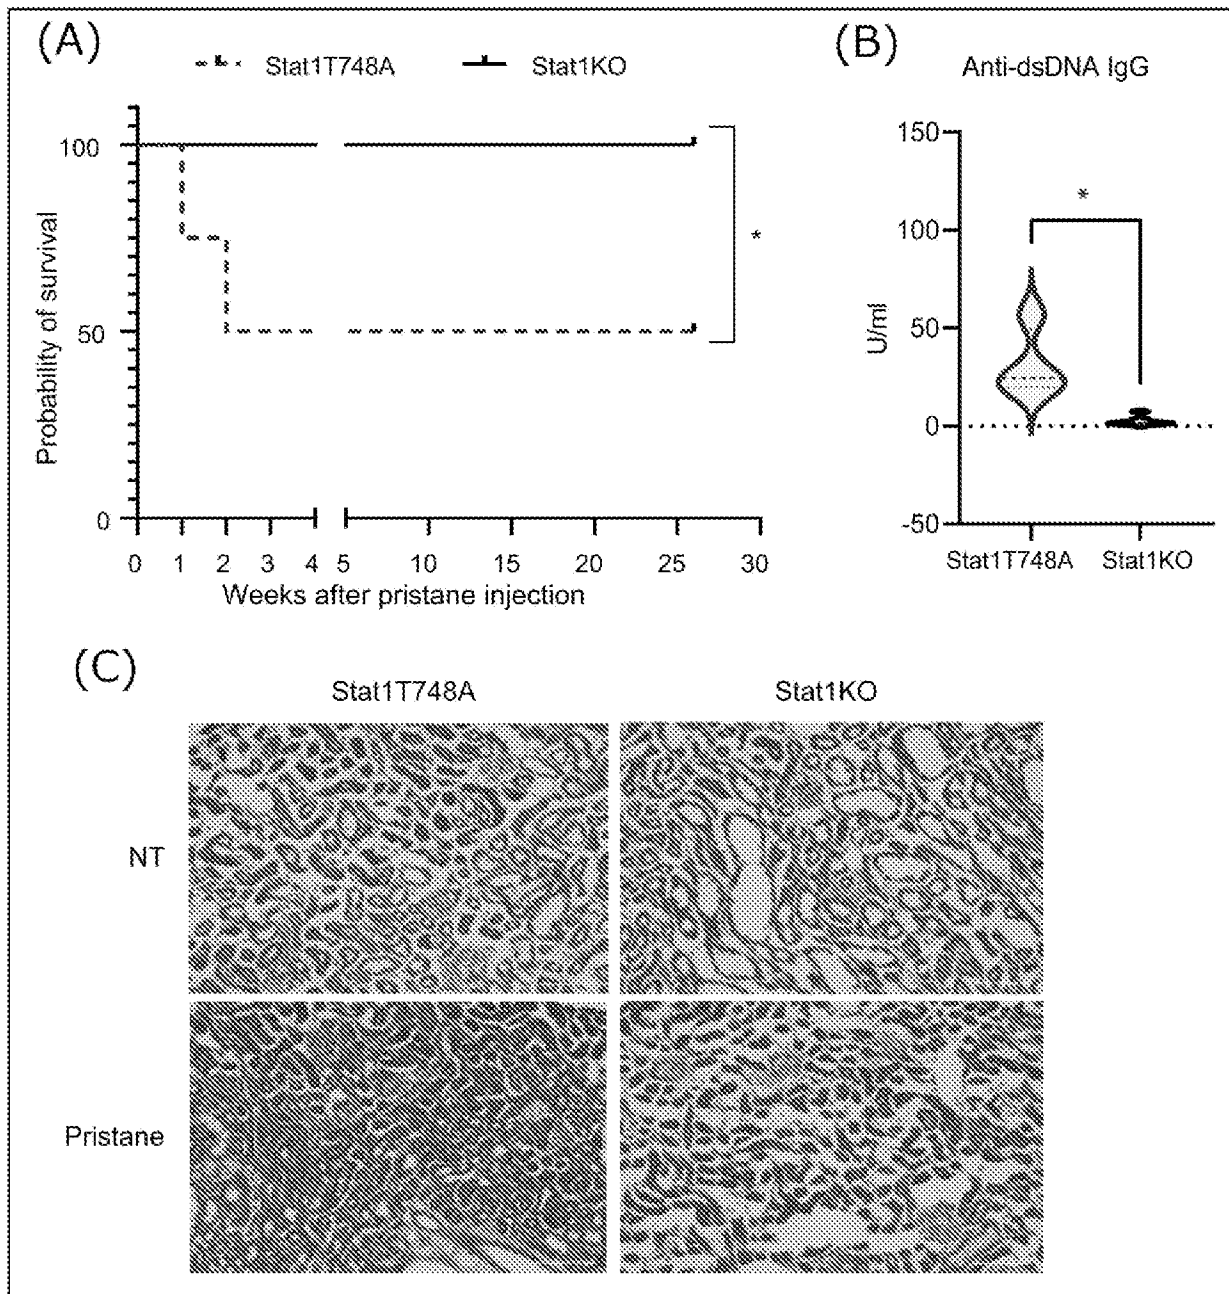 (A)
Stat1T748A
Stat1KO
Probability of survival
100
50
0
0 1 2 3 4 5 10 15 20 25 30
Weeks after pristane injection
*
(B)
Anti-dsDNA IgG
U/ml
150
100
50
0
-50
*
Stat1T748A Stat1KO
(C)
Stat1T748A Stat1KO
NT
Pristane